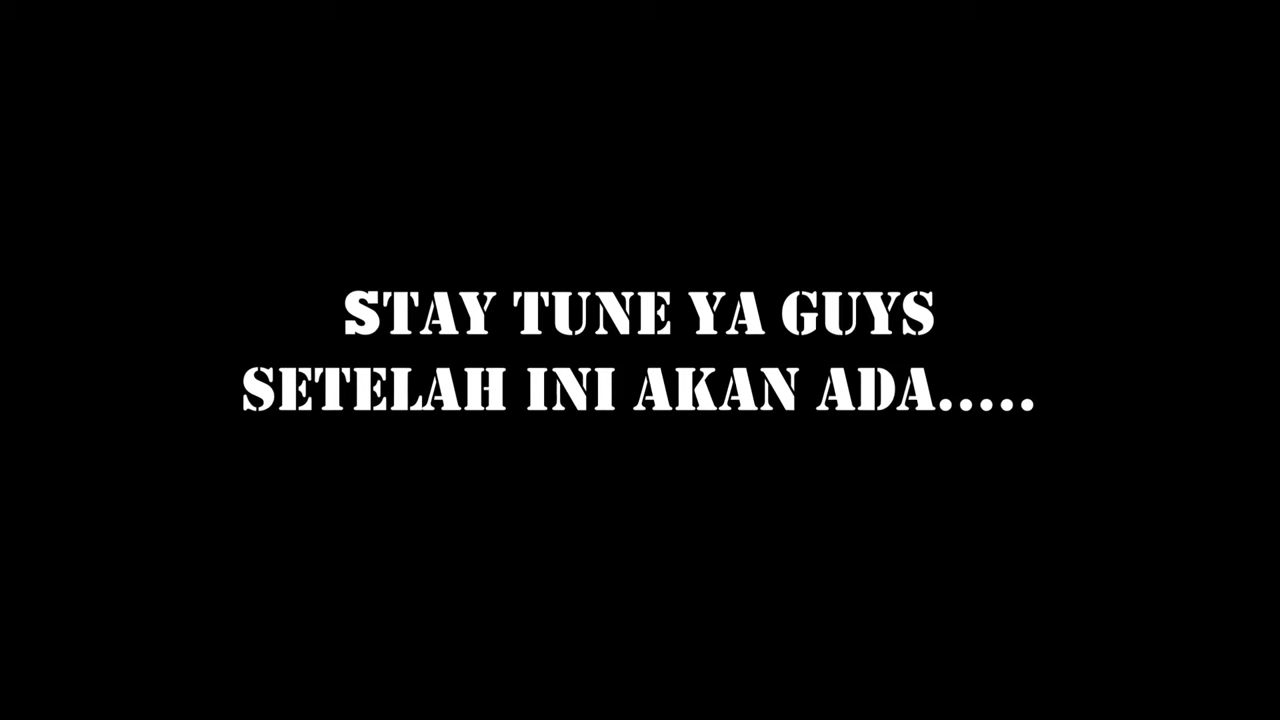 Stay tune ya guys
setelah ini akan ada.....